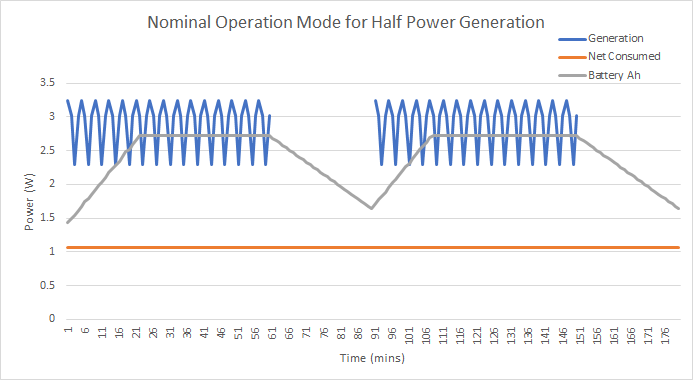 Nominal Operation Mode for Half Power Generation
Generation
Net Consumed
Battery Ah
3.5
3
2.5
2
1.5
1
0.5
0
Power (W)
1 6 11 16 21 26 31 36 41 46 51 56 61 66 71 76 81 86 91 96 101 106 111 116 121 126 131 136 141 146 151 156 161 166 171 176
Time (mins)